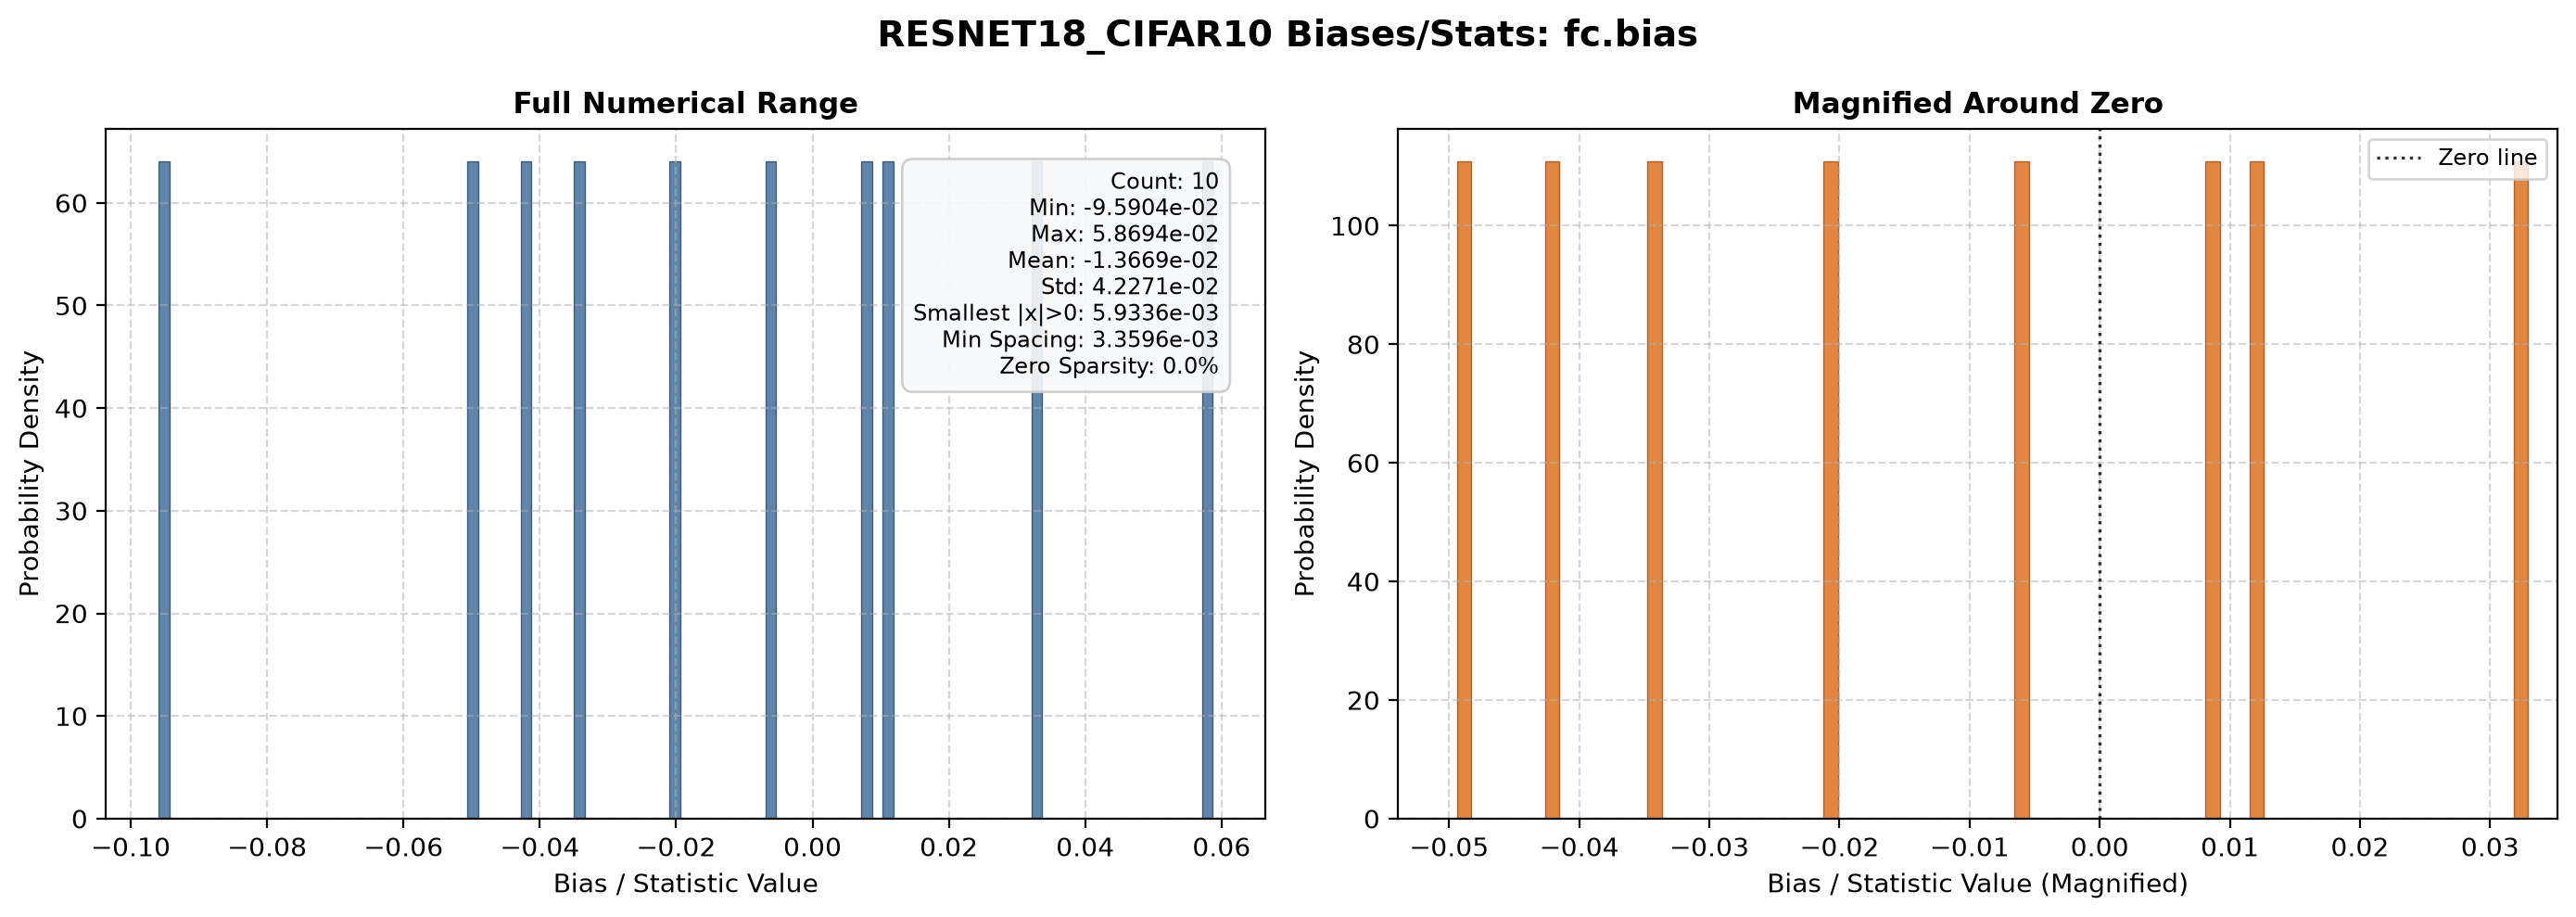 RESNET18_CIFAR10 Biases/Stats: fc.bias
Full Numerical Range
Probability Density
0
10
20
30
40
50
60
Count: 10
Min: -9.5904e-02
Max: 5.8694e-02
Mean: -1.3669e-02
Std: 4.2271e-02
Smallest |x|>0: 5.9336e-03
Min Spacing: 3.3596e-03
Zero Sparsity: 0.0%
−0.10 −0.08 −0.06 −0.04 −0.02 0.00 0.02 0.04 0.06
Bias / Statistic Value
Magnified Around Zero
Probability Density
0
20
40
60
80
100
Zero line
−0.05 −0.04 −0.03 −0.02 −0.01 0.00 0.01 0.02 0.03
Bias / Statistic Value (Magnified)